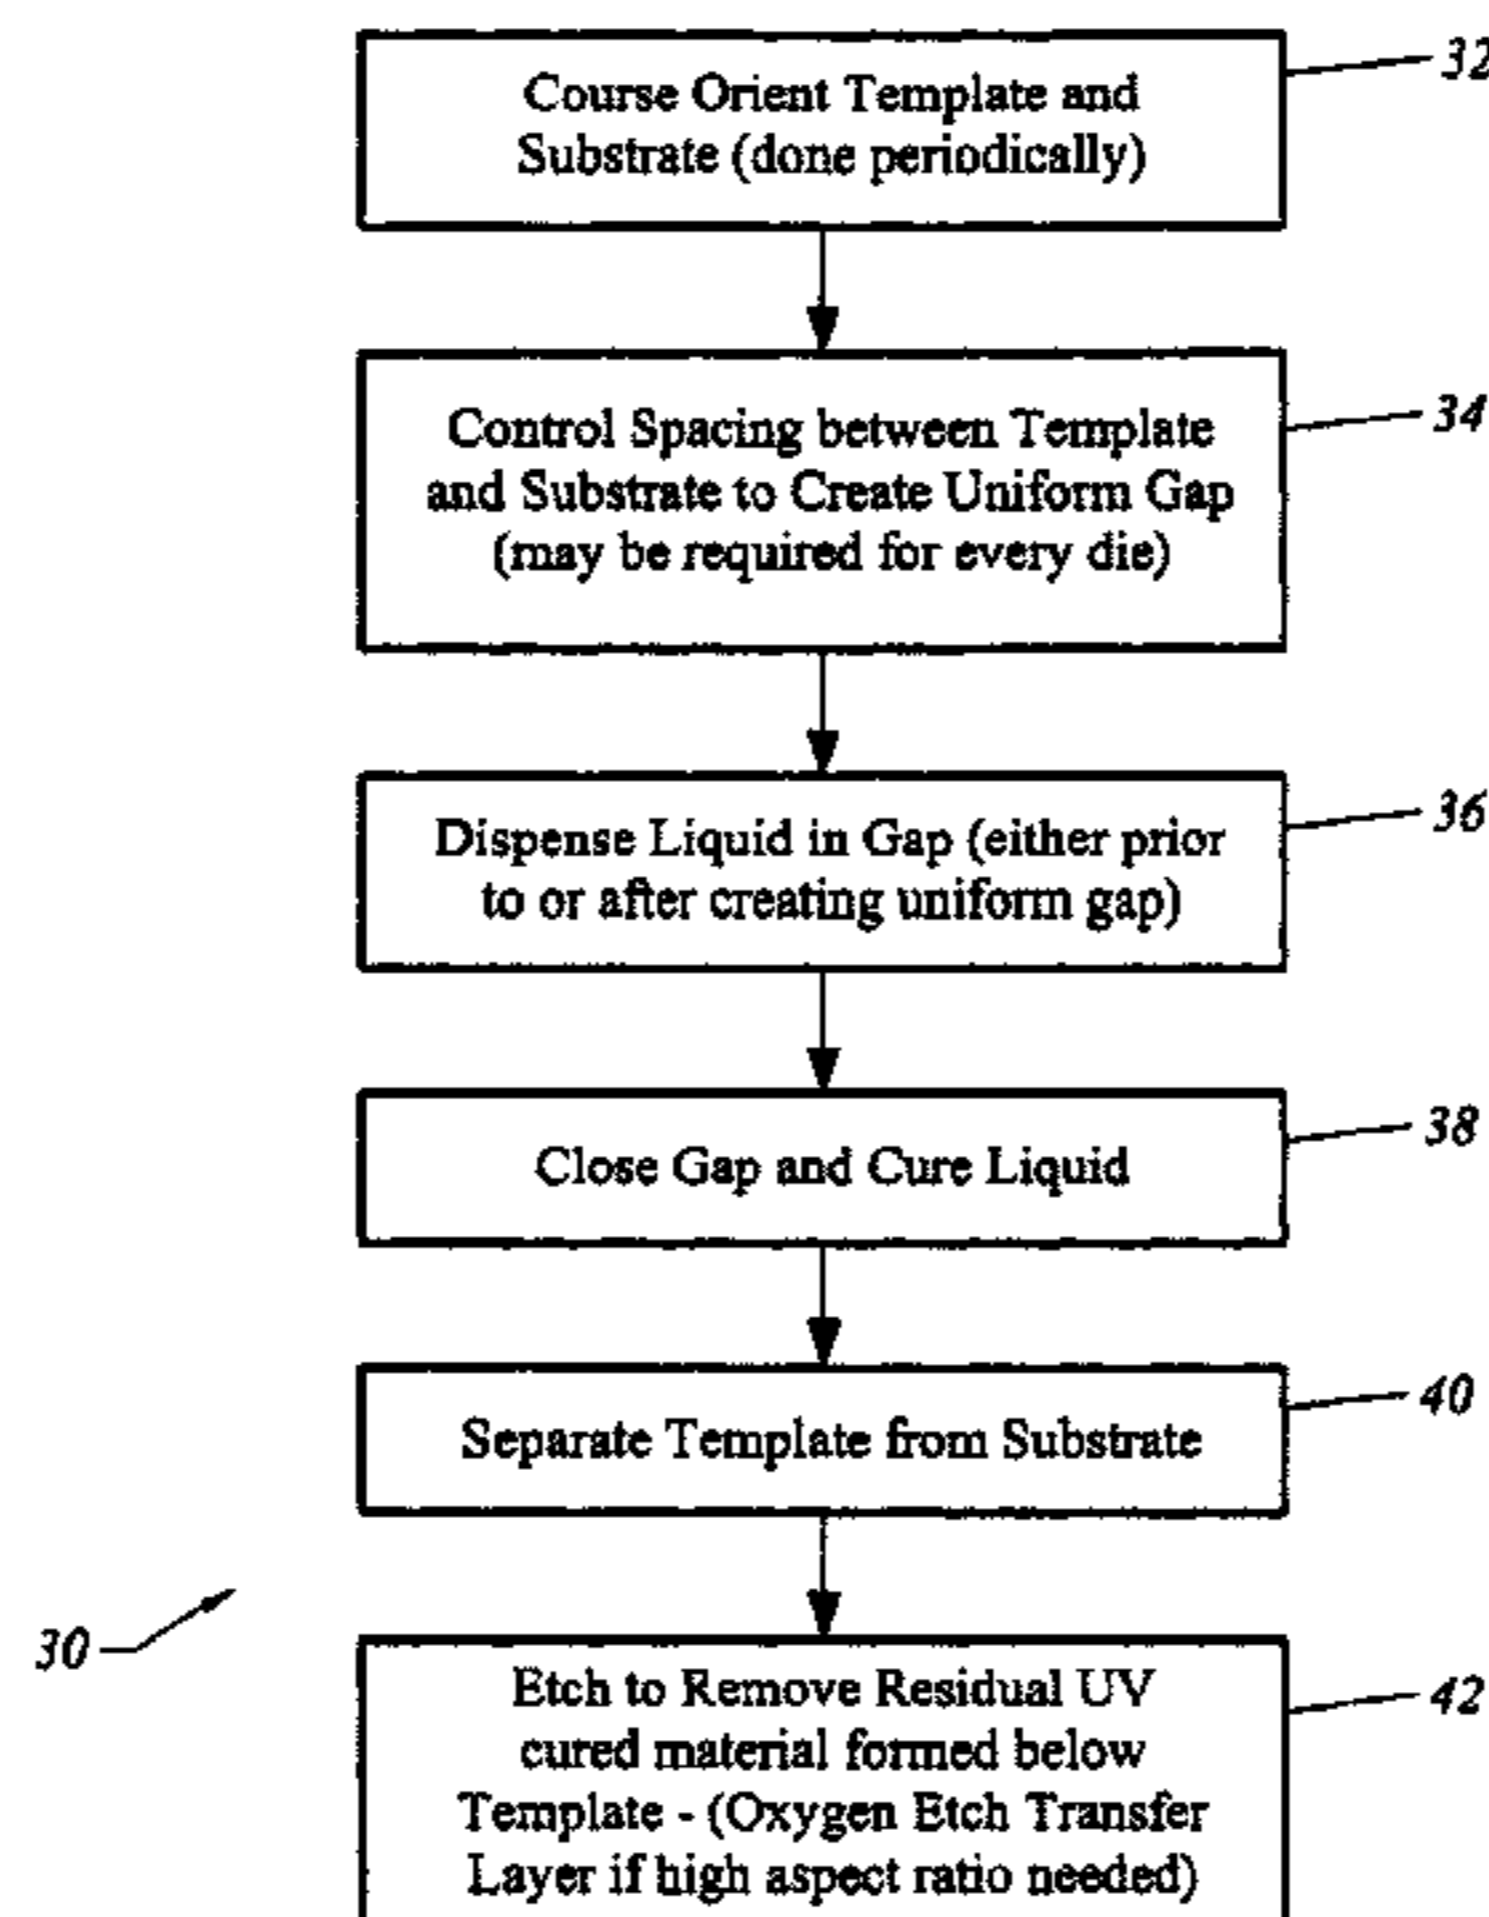 Course Orient Template and
Substrate (done periodically)
32
Control Spacing between Template
and Substrate to Create Uniform Gap
(may be required for every die)
34
Dispense Liquid in Gap (either prior
to or after creating uniform gap)
36
Close Gap and Cure Liquid
38
Separate Template from Substrate
40
30
Etch to Remove Residual UV
cured material formed below
Template - (Oxygen Etch Transfer
Layer if high aspect ratio needed)
42